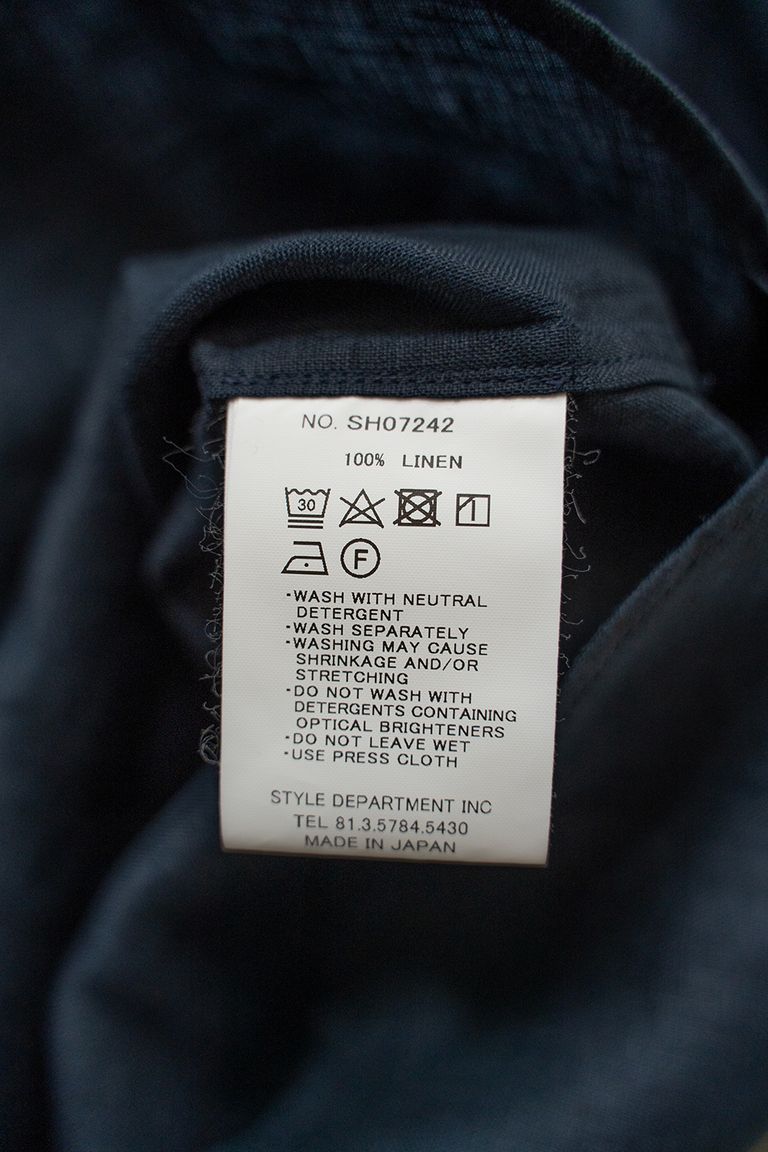 NO. SH07242
100% LINEN
30
1
F
·WASH WITH NEUTRAL
DETERGENT
·WASH SEPARATELY
·WASHING MAY CAUSE
SHRINKAGE AND/OR
STRETCHING
·DO NOT WASH WITH
DETERGENTS CONTAINING
OPTICAL BRIGHTENERS
·DO NOT LEAVE WET
·USE PRESS CLOTH
STYLE DEPARTMENT INC
TEL 81.3.5784.5430
MADE IN JAPAN